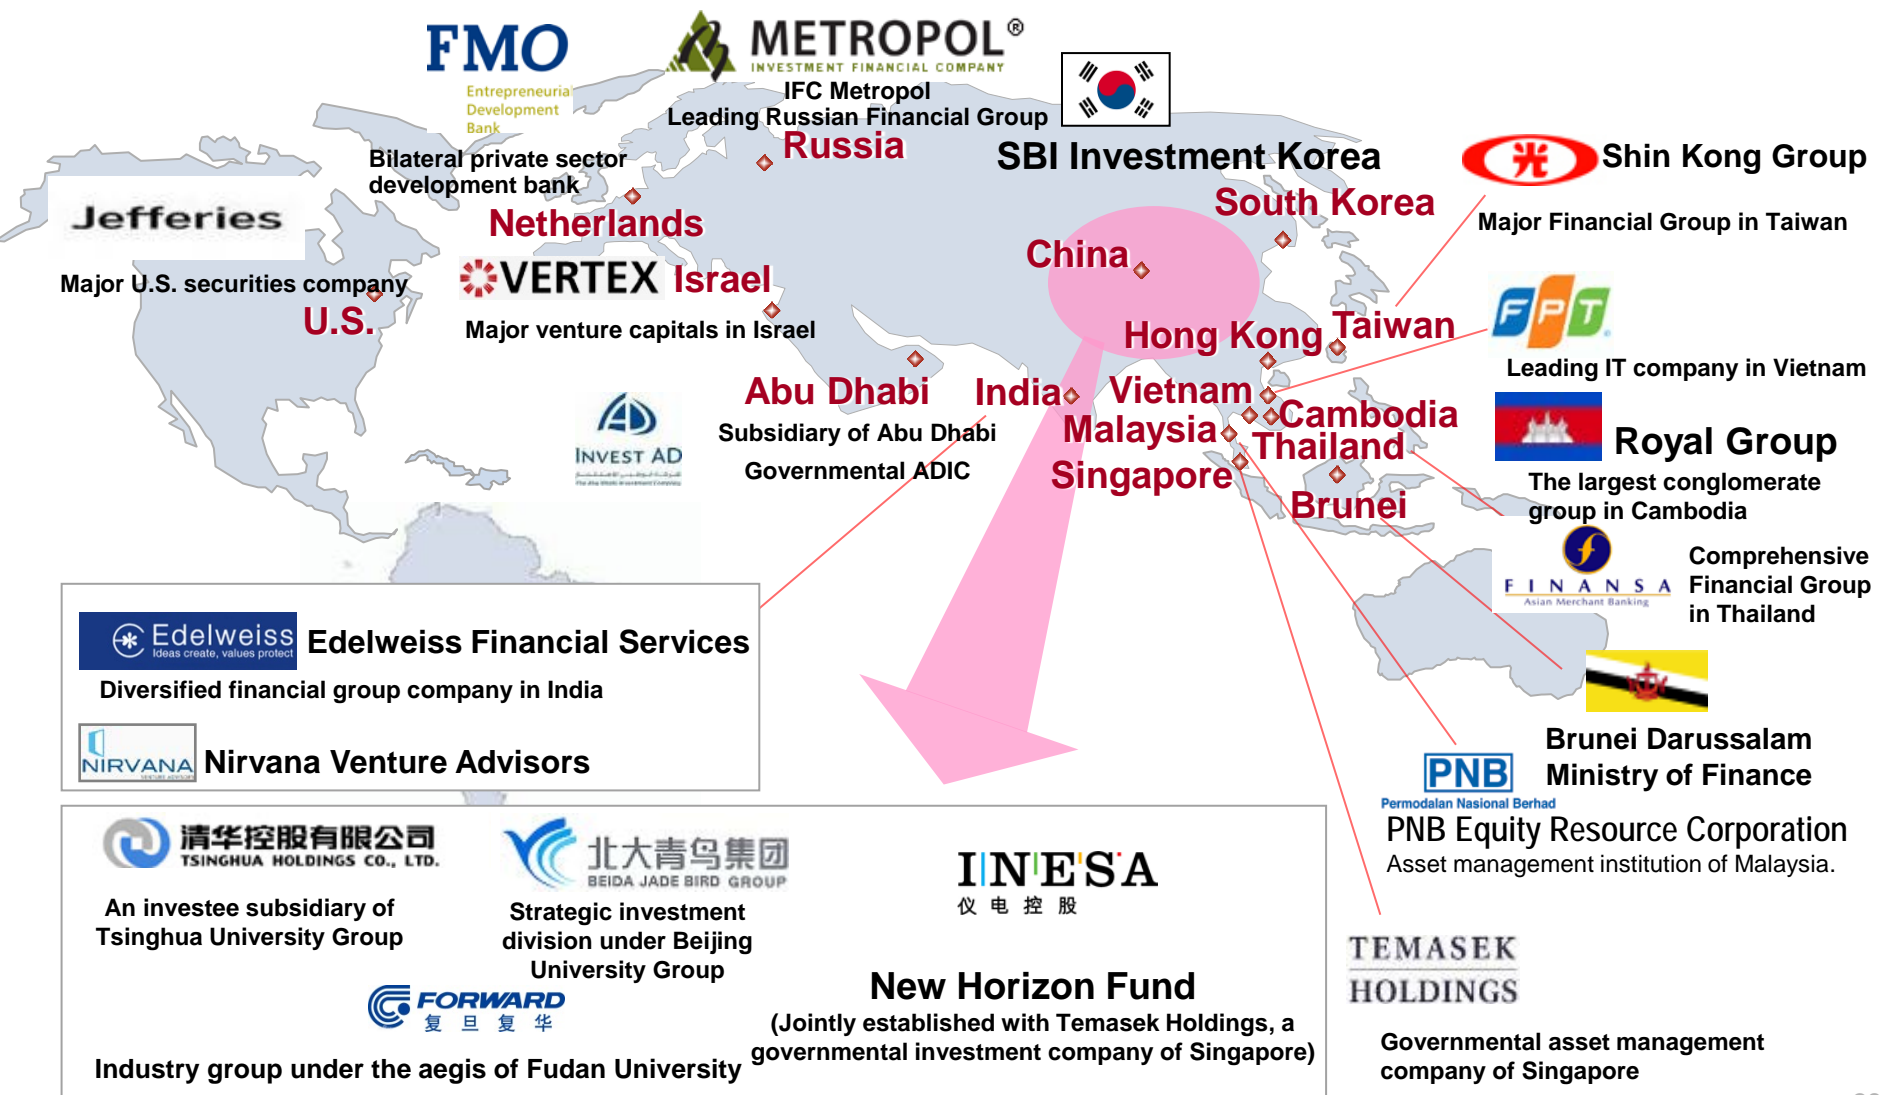 FMO
Entrepreneurial
Development
Bank
Bilateral private sector
development bank
Netherlands
METROPOL®
INVESTMENT FINANCIAL COMPANY
IFC Metropol
Leading Russian Financial Group
Russia
SBI Investment Korea
South Korea
光
Shin Kong Group
Major Financial Group in Taiwan
Jefferies
Major U.S. securities company
U.S.
VERTEX
Israel
Major venture capitals in Israel
China
Hong Kong
Taiwan
FPT
Leading IT company in Vietnam
INVEST AD
Abu Dhabi
Subsidiary of Abu Dhabi
Governmental ADIC
India
Vietnam
Malaysia
Singapore
Cambodia
Thailand
Brunei
Royal Group
The largest conglomerate
group in Cambodia
FINANSA
Asian Merchant Banking
Comprehensive
Financial Group
in Thailand
Brunei Darussalam
Ministry of Finance
PNB
Permodalan Nasional Berhad
PNB Equity Resource Corporation
Asset management institution of Malaysia.
TEMASEK
HOLDINGS
Governmental asset management
company of Singapore
Edelweiss
Ideas create, values protect
Edelweiss Financial Services
Diversified financial group company in India
NIRVANA
Nirvana Venture Advisors
清华控股有限公司
TSINGHUA HOLDINGS CO., LTD.
An investee subsidiary of
Tsinghua University Group
北大青鸟集团
BEIDA JADE BIRD GROUP
Strategic investment
division under Beijing
University Group
FORWARD
复旦复华
Industry group under the aegis of Fudan University
INESA
仪电控股
New Horizon Fund
(Jointly established with Temasek Holdings, a
governmental investment company of Singapore)